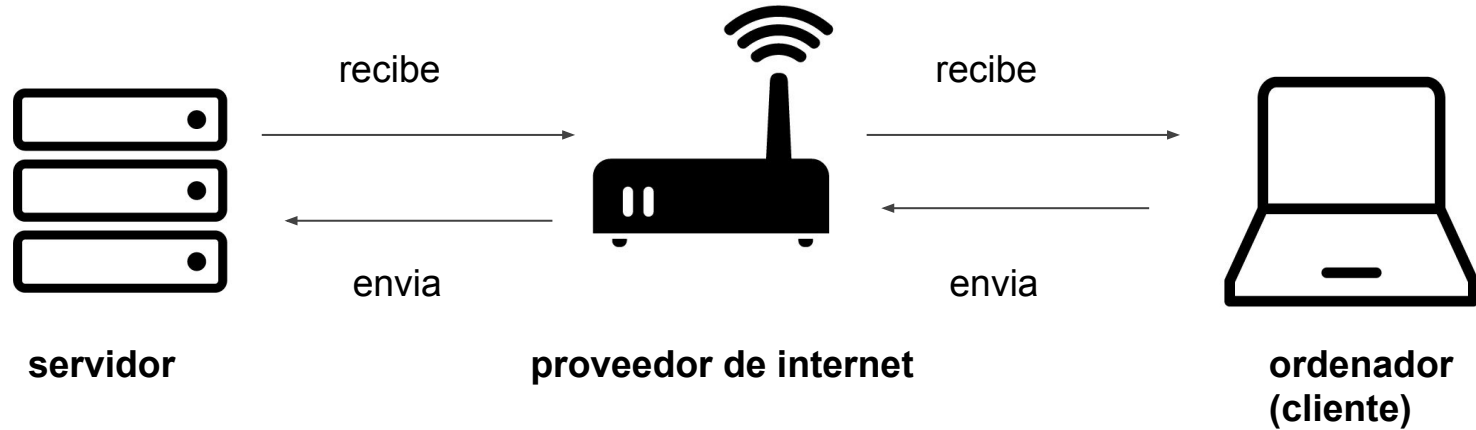 recibe
recibe
envia
envia
servidor
proveedor de internet
ordenador
(cliente)